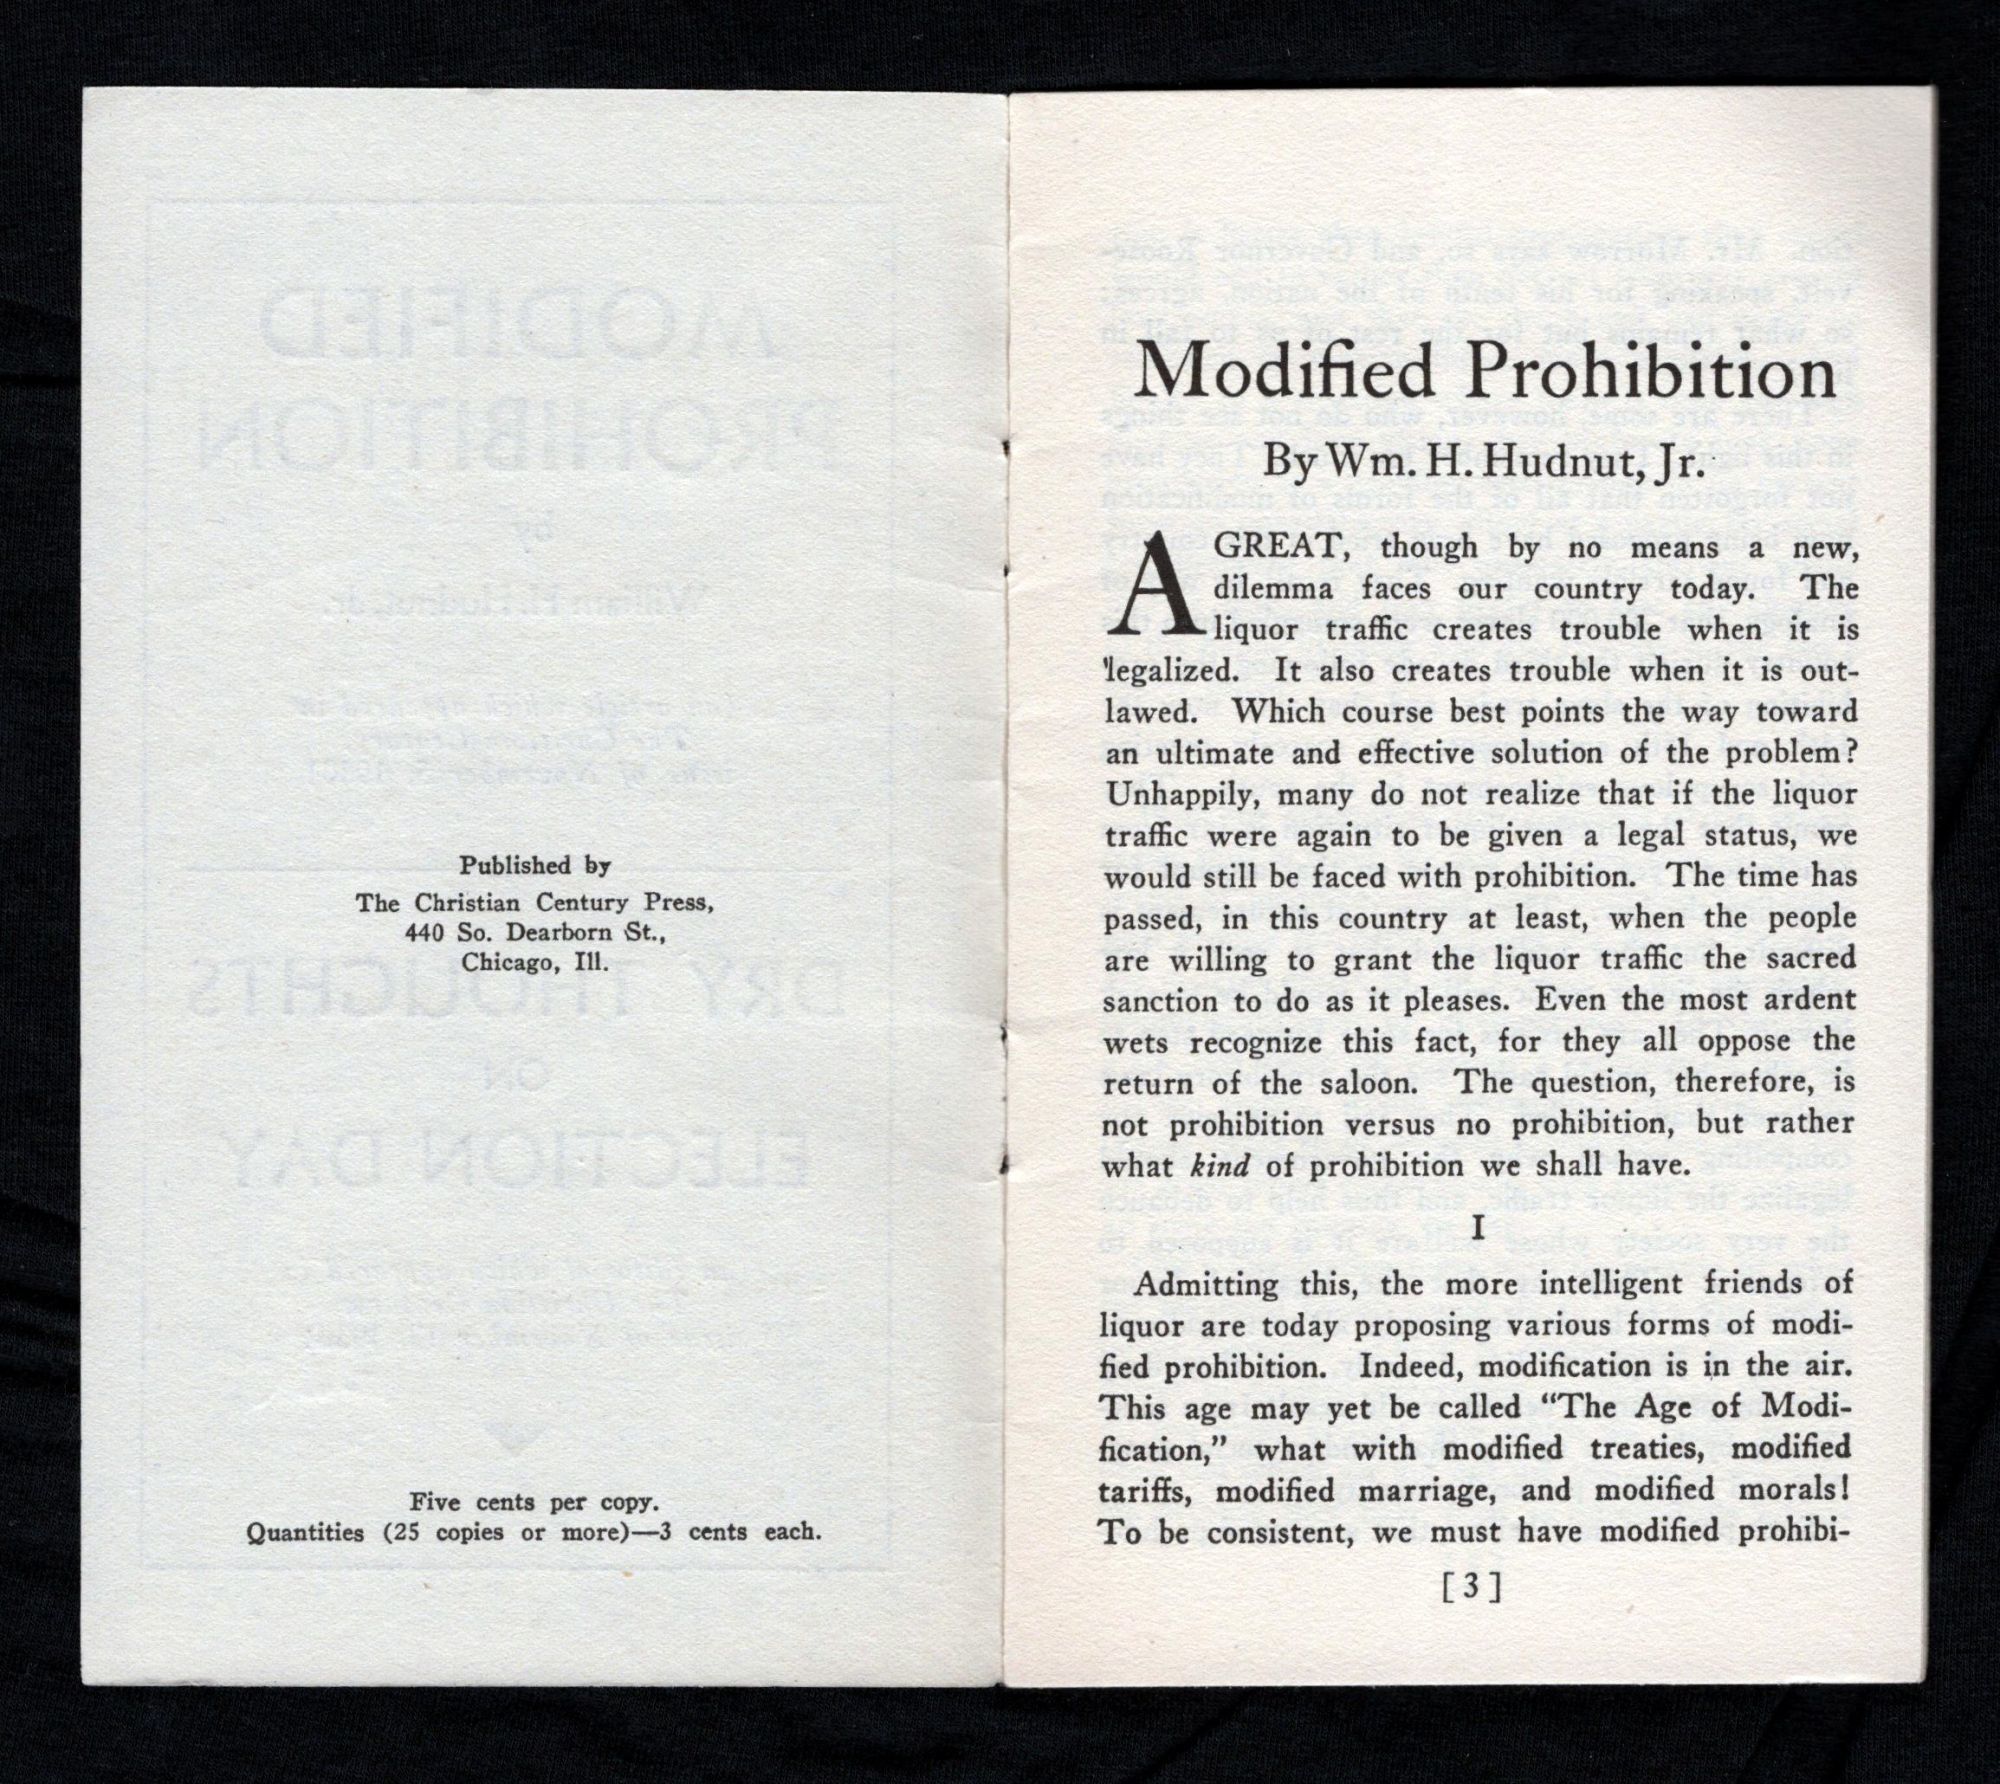 Published by
The Christian Century Press,
440 So. Dearborn St.,
Chicago, Ill.
Five cents per copy.
Quantities (25 copies or more)—3 cents each.
Modified Prohibition
By Wm. H. Hudnut, Jr.
A GREAT, though by no means a new,
dilemma faces our country today. The
liquor traffic creates trouble when it is
legalized. It also creates trouble when it is out-
lawed. Which course best points the way toward
an ultimate and effective solution of the problem?
Unhappily, many do not realize that if the liquor
traffic were again to be given a legal status, we
would still be faced with prohibition. The time has
passed, in this country at least, when the people
are willing to grant the liquor traffic the sacred
sanction to do as it pleases. Even the most ardent
wets recognize this fact, for they all oppose the
return of the saloon. The question, therefore, is
not prohibition versus no prohibition, but rather
what kind of prohibition we shall have.
I
Admitting this, the more intelligent friends of
liquor are today proposing various forms of modi-
fied prohibition. Indeed, modification is in the air.
This age may yet be called “The Age of Modi-
fication,” what with modified treaties, modified
tariffs, modified marriage, and modified morals!
To be consistent, we must have modified prohibi-
[ 3 ]